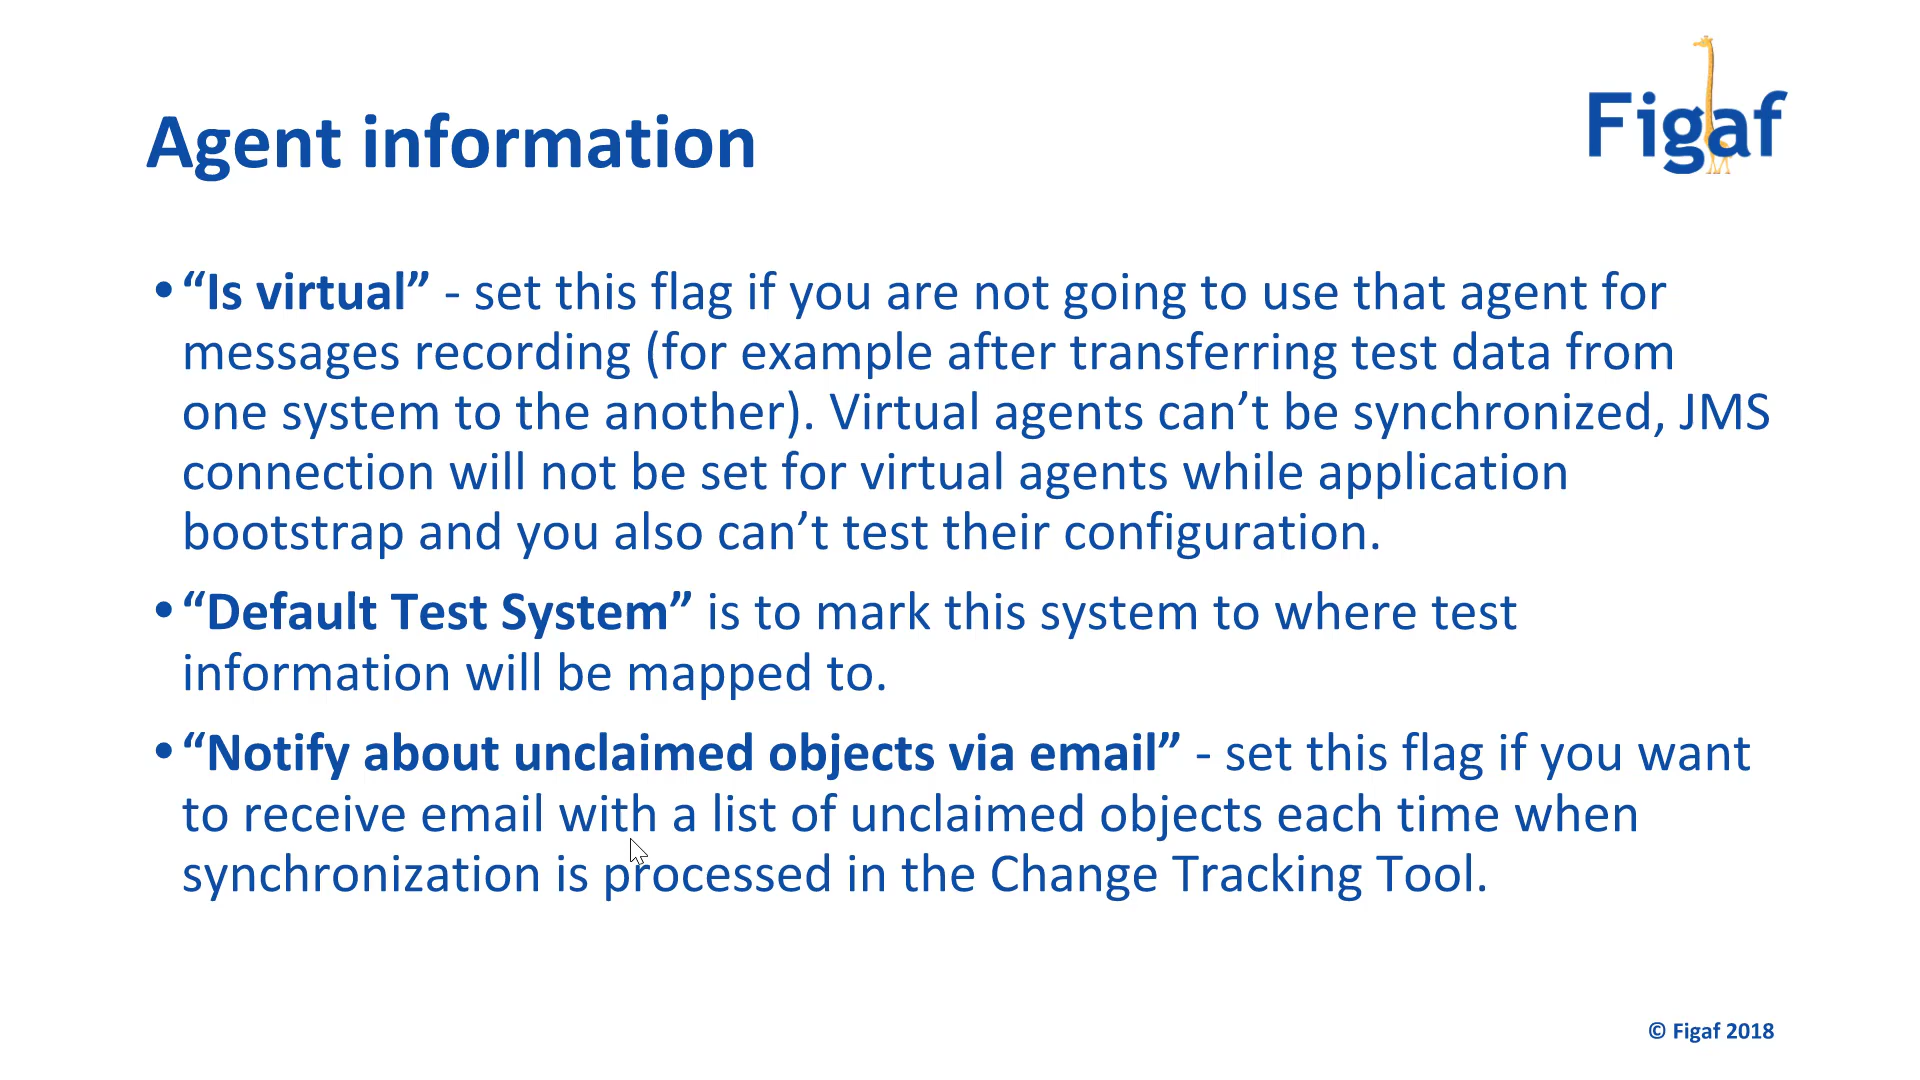 Figaf
Agent information
•“Is virtual” - set this flag if you are not going to use that agent for
messages recording (for example after transferring test data from
one system to the another). Virtual agents can’t be synchronized, JMS
connection will not be set for virtual agents while application
bootstrap and you also can’t test their configuration.
•“Default Test System” is to mark this system to where test
information will be mapped to.
•“Notify about unclaimed objects via email” - set this flag if you want
to receive email with a list of unclaimed objects each time when
synchronization is processed in the Change Tracking Tool.
© Figaf 2018